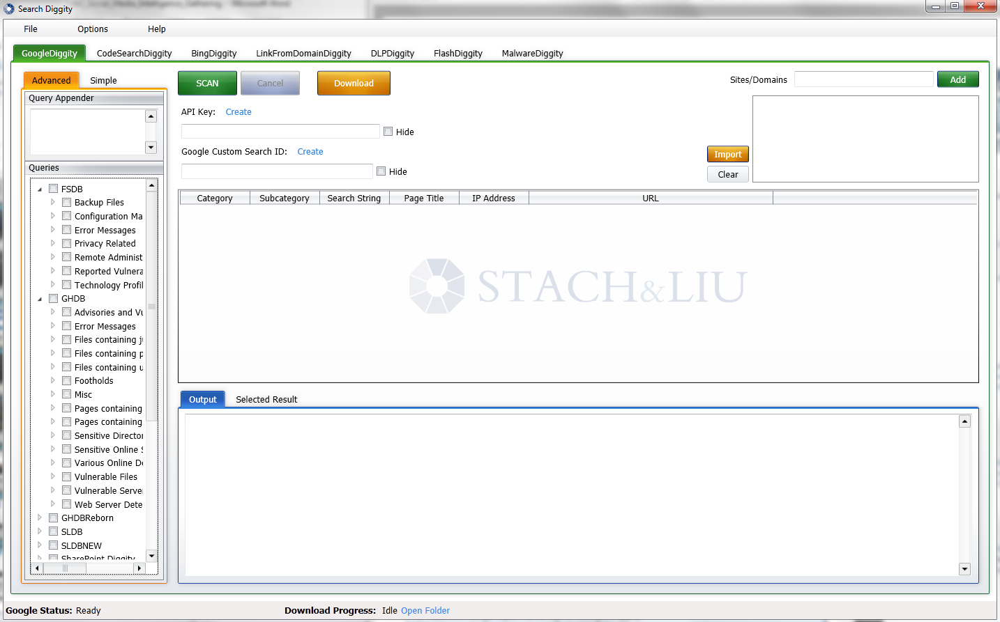 Search Diggity
File Options Help
GoogleDiggity CodeSearchDiggity BingDiggity LinkFromDomainDiggity DLPDiggity FlashDiggity MalwareDiggity
Advanced Simple
SCAN Cancel Download
Sites/Domains Add
Query Appender
API Key: Create
Hide
Google Custom Search ID: Create
Hide
Import
Clear
Queries
FSDB
Backup Files
Configuration Ma
Error Messages
Privacy Related
Remote Administ
Reported Vulnera
Technology Profil
GHDB
Advisories and Vu
Error Messages
Files containing j
Files containing p
Files containing u
Footholds
Misc
Pages containing
Pages containing
Sensitive Director
Sensitive Online S
Various Online De
Vulnerable Files
Vulnerable Serve
Web Server Dete
GHDBReborn
SLDB
SLDBNEW
SharePoint Diggity
Category Subcategory Search String Page Title IP Address URL
STACH&LIU
Output Selected Result
Google Status: Ready
Download Progress: Idle Open Folder